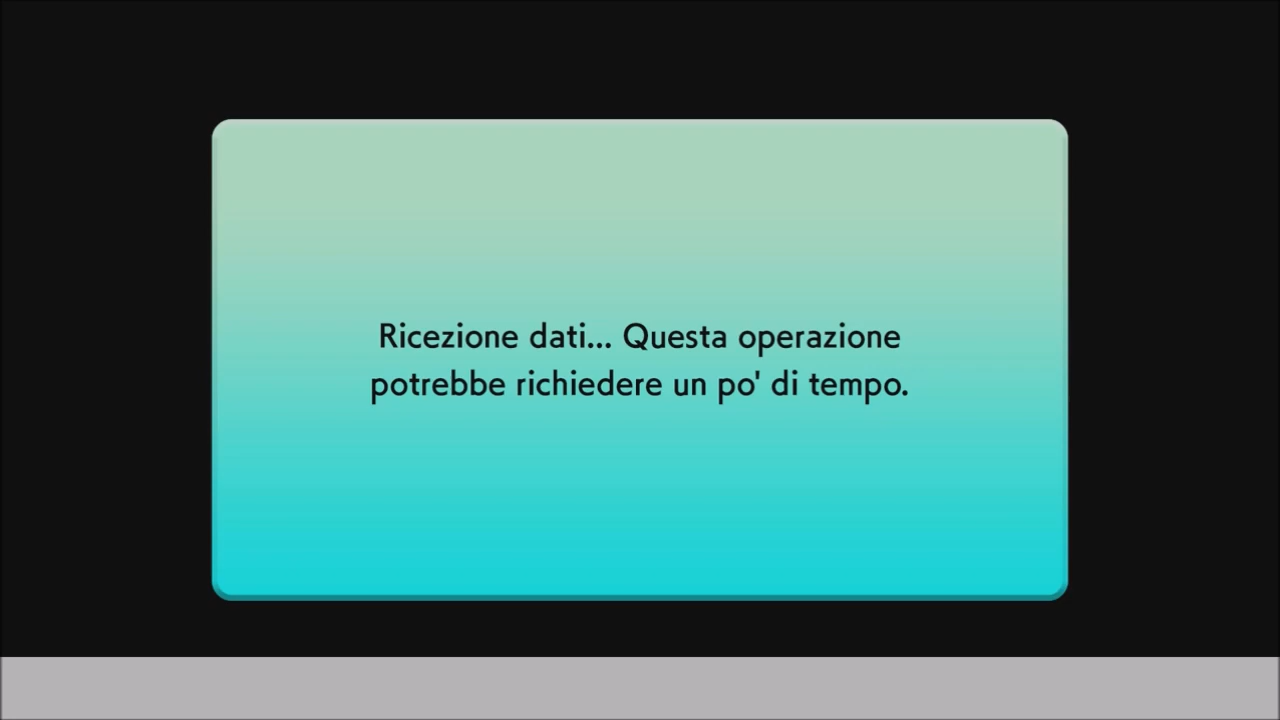 Ricezione dati... Questa operazione
potrebbe richiedere un po' di tempo.